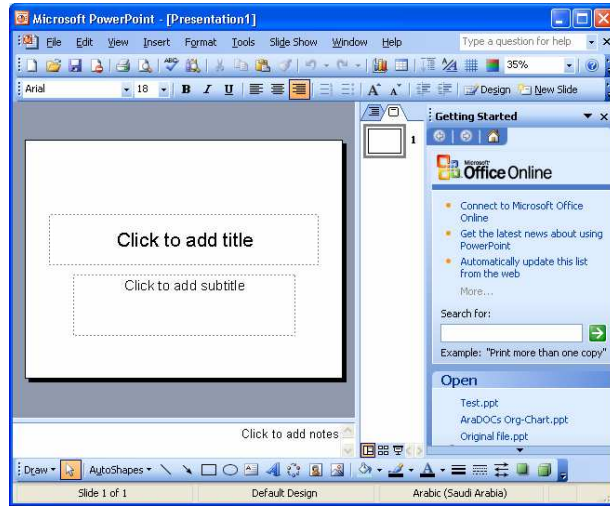 Microsoft PowerPoint - [Presentation1]
File Edit View Insert Format Tools Slide Show Window Help Type a question for help
35%
Arial 18 B I U A A Design New Slide
1
Click to add title
Click to add subtitle
Click to add notes
Getting Started
Microsoft
Office Online
Connect to Microsoft Office
Online
Get the latest news about using
PowerPoint
Automatically update this list
from the web
More...
Search for:
Example: "Print more than one copy"
Open
Test.ppt
AraDOCs Org-Chart.ppt
Original file.ppt
Draw AutoShapes A
Slide 1 of 1 Default Design Arabic (Saudi Arabia)